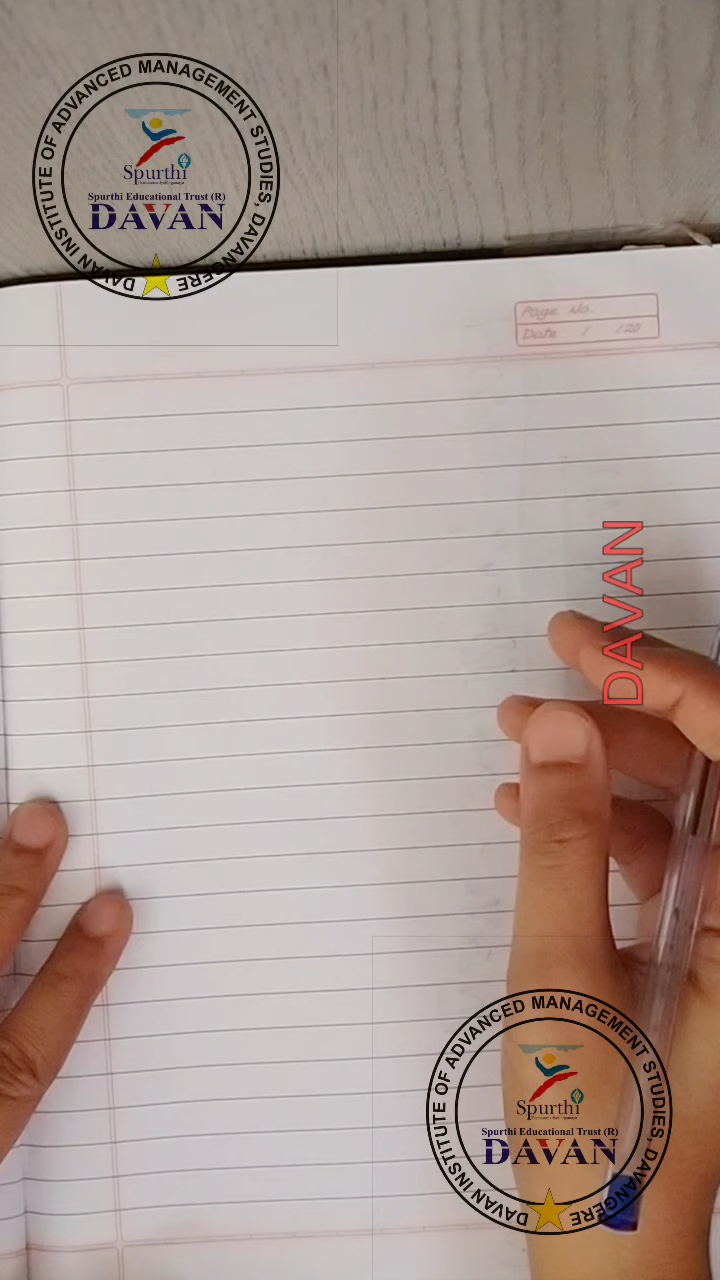 DAVAN INSTITUTE OF ADVANCED MANAGEMENT STUDIES, DAVANGERE
Spurthi
Spurthi Educational Trust (R)
DAVAN
Page No.
Date / /20
DAVAN
DAVAN INSTITUTE OF ADVANCED MANAGEMENT STUDIES, DAVANGERE
Spurthi
Spurthi Educational Trust (R)
DAVAN